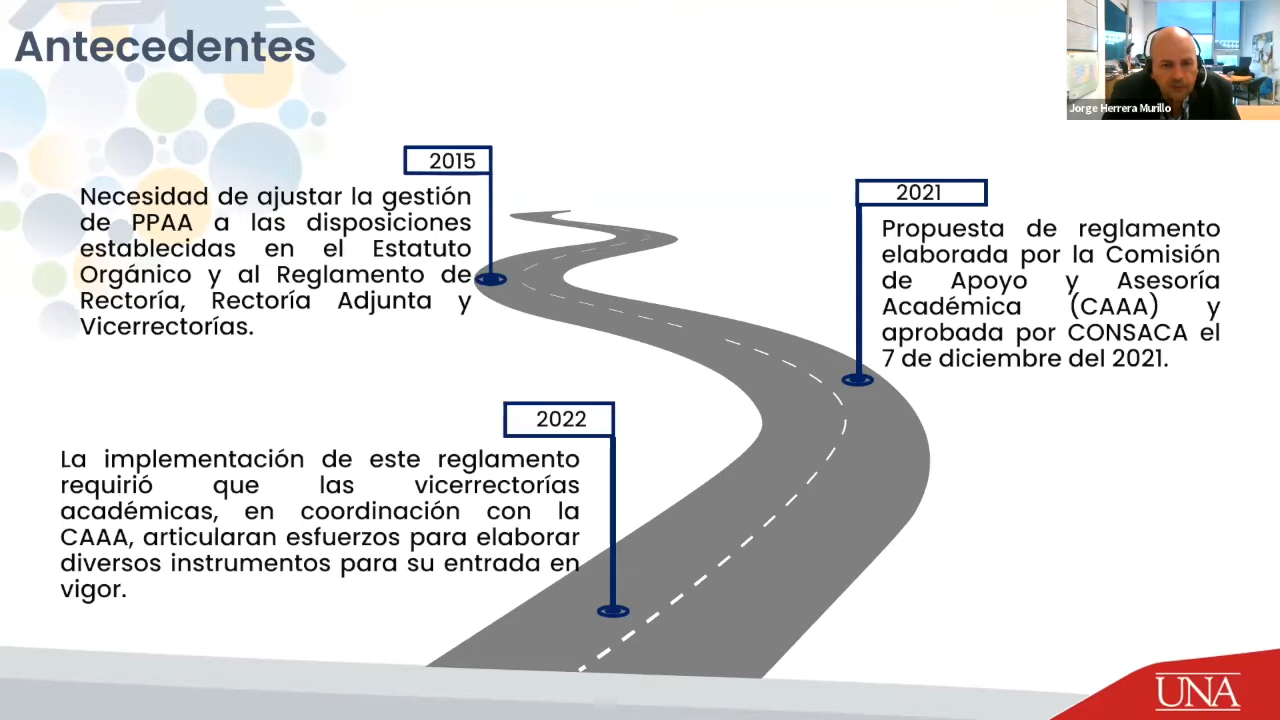 Antecedentes
Jorge Herrera Murillo
2015
Necesidad de ajustar la gestión
de PPAA a las disposiciones
establecidas en el Estatuto
Orgánico y al Reglamento de
Rectoría, Rectoría Adjunta y
Vicerrectorías.
2021
Propuesta de reglamento
elaborada por la Comisión
de Apoyo y Asesoría
Académica (CAAA) y
aprobada por CONSACA el
7 de diciembre del 2021.
2022
La implementación de este reglamento
requirió que las vicerrectorías
académicas, en coordinación con la
CAAA, articularan esfuerzos para elaborar
diversos instrumentos para su entrada en
vigor.
UNA